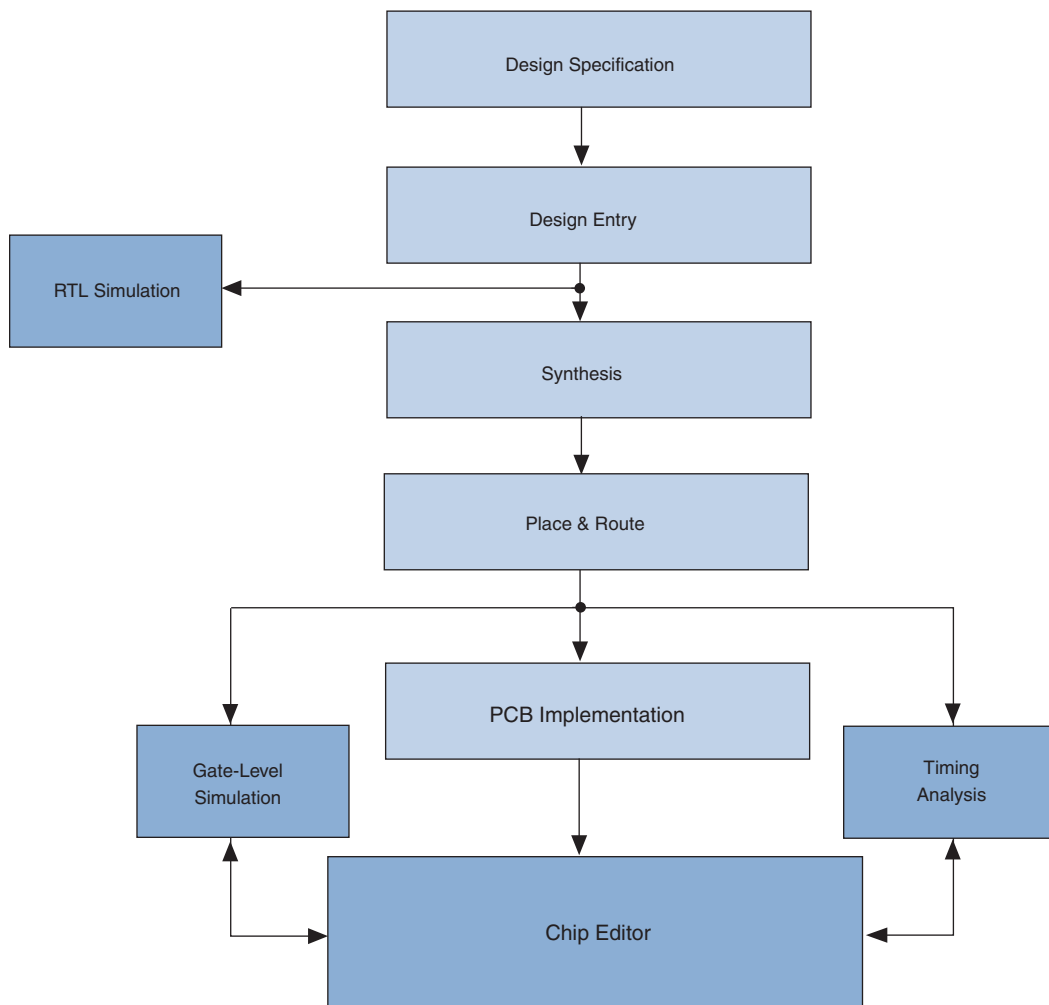 Design Specification
Design Entry
RTL Simulation
Synthesis
Place & Route
PCB Implementation
Gate-Level
Simulation
Timing
Analysis
Chip Editor